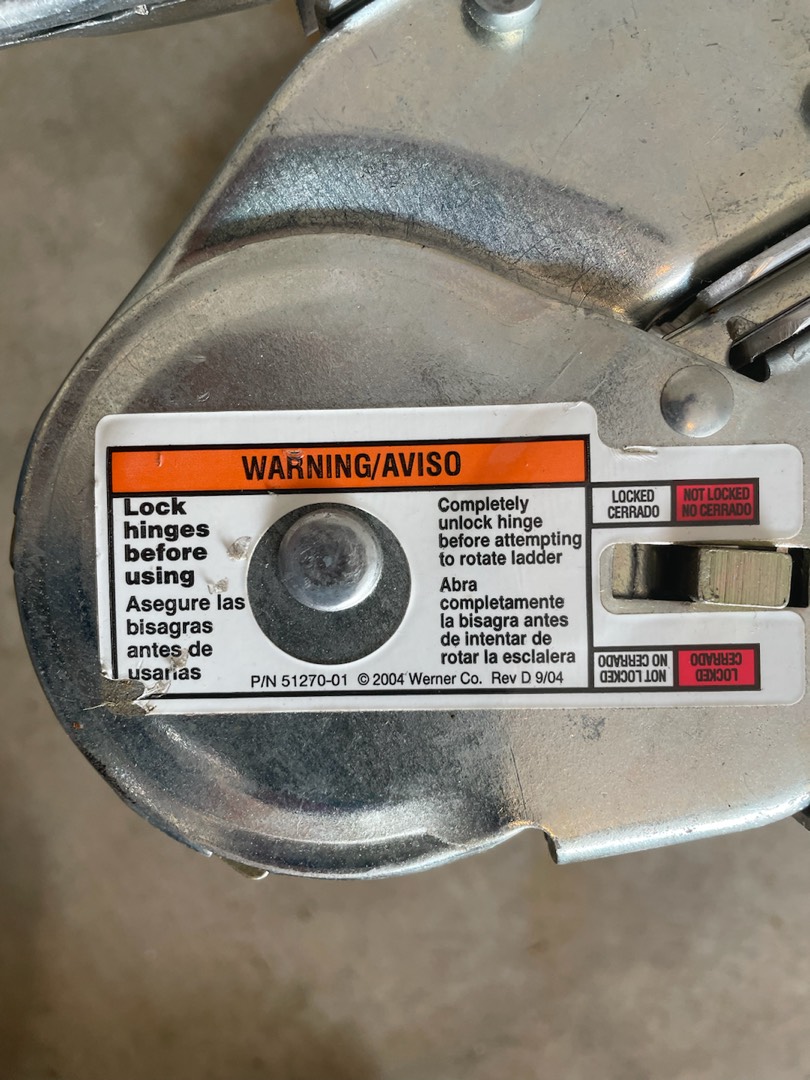 WARNING/AVISO
Lock
hinges
before
using
Asegure las
bisagras
antes de
usarlas
Completely
unlock hinge
before attempting
to rotate ladder
Abra
completamente
la bisagra antes
de intentar de
rotar la esclalera
P/N 51270-01 © 2004 Werner Co. Rev D 9/04
LOCKED
CERRADO
NOT LOCKED
NO CERRADO
LOCKED
CERRADO
NOT LOCKED
NO CERRADO